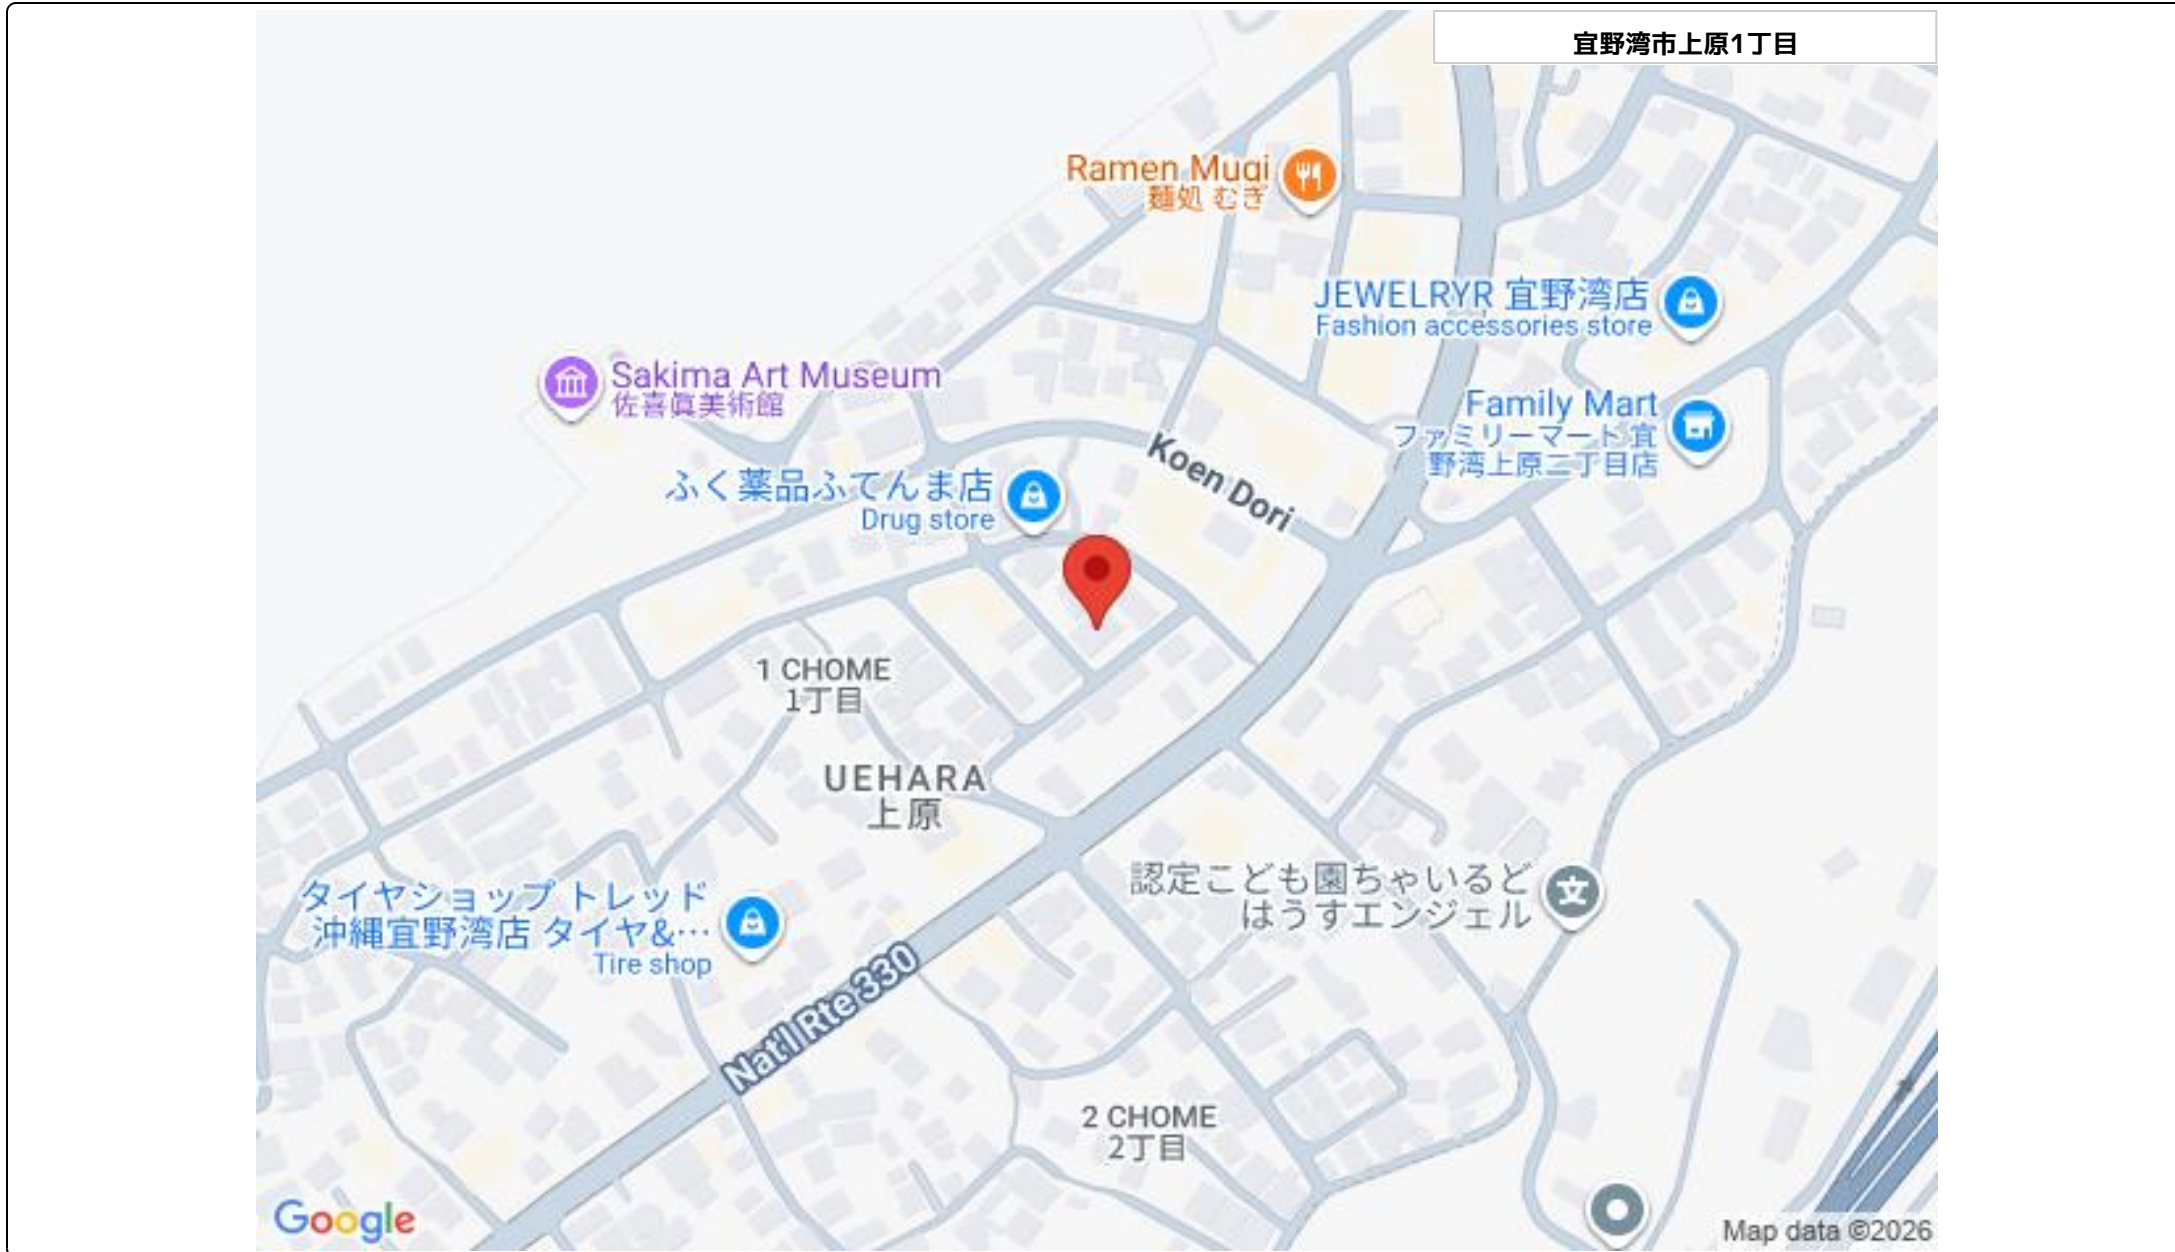 宜野湾市上原1丁目
Ramen Mugi
麺処 むぎ
JEWELRYR 宜野湾店
Fashion accessories store
Sakima Art Museum
佐喜眞美術館
Family Mart
ファミリーマート 宜
野湾上原二丁目店
Koen Dori
ふく薬品ふてんま店
Drug store
1 CHOME
1丁目
UEHARA
上原
認定こども園ちゃいるど
はうすエンジェル
タイヤショップ トレッド
沖縄宜野湾店 タイヤ&…
Tire shop
Nat'l Rte 330
2 CHOME
2丁目
Google
Map data ©2026